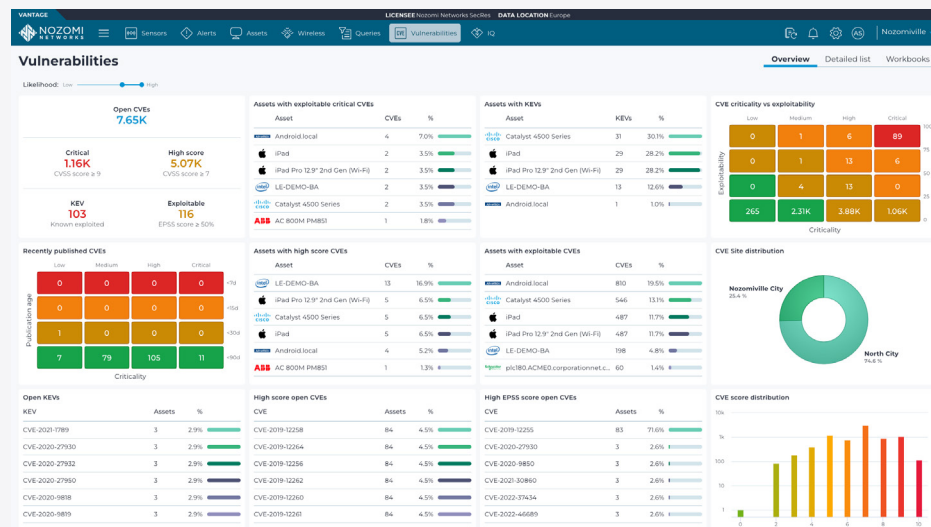 VANTAGE LICENSEE Nozomi Networks SecRes DATA LOCATION Europe
NOZOMI NETWORKS Sensors Alerts Assets Wireless Queries Vulnerabilities IQ AS Nozomiville
Vulnerabilities Overview Detailed list Workbooks
Likelihood: Low High
Open CVEs
7.65K
Critical High score
1.16K 5.07K
CVSS score ≥ 9 CVSS score ≥ 7
KEV Exploitable
103 116
Known exploited EPSS score ≥ 50%
Assets with exploitable critical CVEs
Asset CVEs %
Android.local 4 7.0%
iPad 2 3.5%
iPad Pro 12.9" 2nd Gen (Wi-Fi) 2 3.5%
intel LE-DEMO-BA 2 3.5%
cisco Catalyst 4500 Series 2 3.5%
ABB AC 800M PM851 1 1.8%
Assets with KEVs
Asset KEVs %
cisco Catalyst 4500 Series 31 30.1%
iPad 29 28.2%
iPad Pro 12.9" 2nd Gen (Wi-Fi) 29 28.2%
intel LE-DEMO-BA 13 12.6%
Android.local 1 1.0%
CVE criticality vs exploitability
Low Medium High Critical
100
0 1 6 89
75
0 1 13 6
50
0 4 13 0
25
265 2.31K 3.88K 1.06K
Exploitability
Criticality
Recently published CVEs
Low Medium High Critical
0 0 0 0 <7d
0 0 0 0 <15d
1 0 0 0 <30d
7 79 105 11 <90d
Publication age
Criticality
Assets with high score CVEs
Asset CVEs %
intel LE-DEMO-BA 13 16.9%
iPad Pro 12.9" 2nd Gen (Wi-Fi) 5 6.5%
cisco Catalyst 4500 Series 5 6.5%
iPad 5 6.5%
Android.local 4 5.2%
ABB AC 800M PM851 1 1.3%
Assets with exploitable CVEs
Asset CVEs %
Android.local 810 19.5%
cisco Catalyst 4500 Series 546 13.1%
iPad 487 11.7%
iPad Pro 12.9" 2nd Gen (Wi-Fi) 487 11.7%
intel LE-DEMO-BA 198 4.8%
plc180.ACME0.corporationnet.c... 60 1.4%
CVE Site distribution
Nozomiville City
25.4 %
North City
74.6 %
Open KEVs
KEV Assets %
CVE-2021-1789 3 2.9%
CVE-2020-27930 3 2.9%
CVE-2020-27932 3 2.9%
CVE-2020-27950 3 2.9%
CVE-2020-9818 3 2.9%
CVE-2020-9819 3 2.9%
High score open CVEs
CVE Assets %
CVE-2019-12258 84 4.5%
CVE-2019-12264 84 4.5%
CVE-2019-12256 84 4.5%
CVE-2019-12262 84 4.5%
CVE-2019-12260 84 4.5%
CVE-2019-12261 84 4.5%
High EPSS score open CVEs
CVE Assets %
CVE-2019-12255 83 71.6%
CVE-2020-27930 3 2.6%
CVE-2020-9850 3 2.6%
CVE-2021-30860 3 2.6%
CVE-2022-37434 3 2.6%
CVE-2022-46689 3 2.6%
CVE score distribution
10k
1k
100
10
1
0 2 4 6 8 10